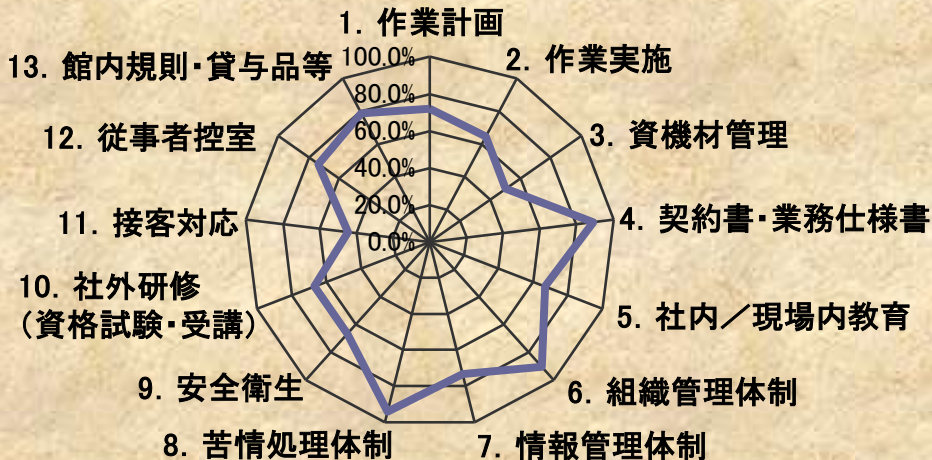 1. 作業計画
100.0%
80.0%
60.0%
40.0%
20.0%
0.0%
2. 作業実施
3. 資機材管理
4. 契約書・業務仕様書
5. 社内／現場内教育
6. 組織管理体制
7. 情報管理体制
8. 苦情処理体制
9. 安全衛生
10. 社外研修
（資格試験・受講）
11. 接客対応
12. 従事者控室
13. 館内規則・貸与品等